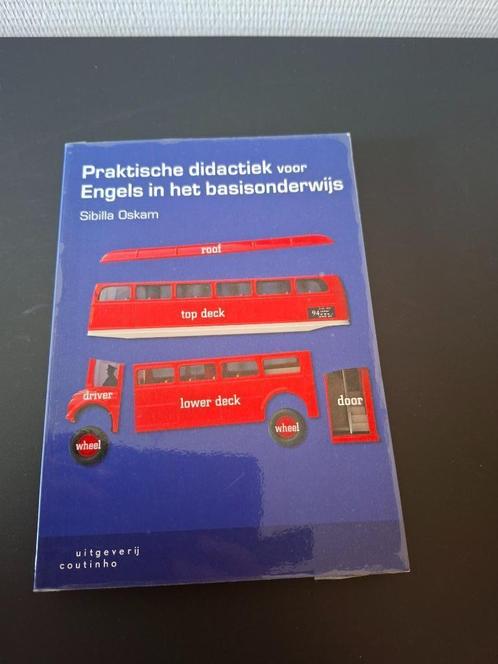 Praktische didactiek voor
Engels in het basisonderwijs
Sibilla Oskam
roof
top deck
94
driver
lower deck
door
wheel
wheel
uitgeverij
coutinho